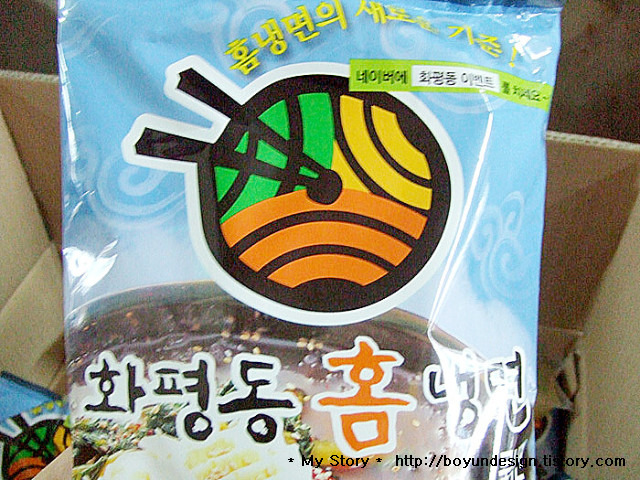 홈냉면의 새로운 기준!
네이버에 화평동 이벤트 를 치세요~
화평동 홈 냉면
* My Story * http://boyundesign.tistory.com